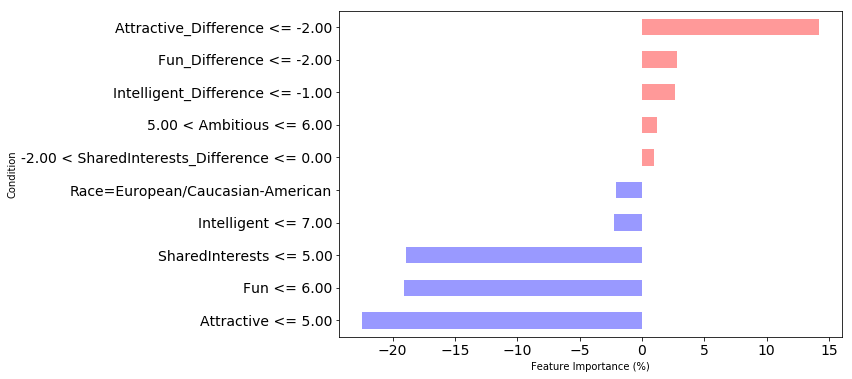 Attractive_Difference <= -2.00
Fun_Difference <= -2.00
Intelligent_Difference <= -1.00
5.00 < Ambitious <= 6.00
-2.00 < SharedInterests_Difference <= 0.00
Race=European/Caucasian-American
Intelligent <= 7.00
SharedInterests <= 5.00
Fun <= 6.00
Attractive <= 5.00
Condition
−20 −15 −10 −5 0 5 10 15
Feature Importance (%)